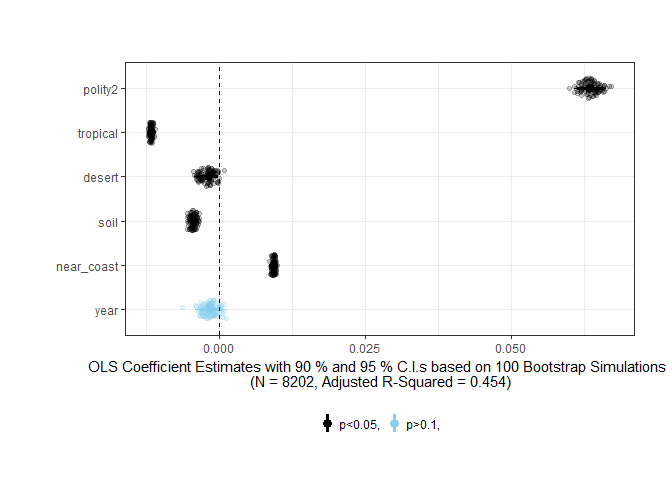 polity2
tropical
desert
soil
near_coast
year
0.000 0.025 0.050
OLS Coefficient Estimates with 90 % and 95 % C.I.s based on 100 Bootstrap Simulations
(N = 8202, Adjusted R-Squared = 0.454)
p<0.05, p>0.1,